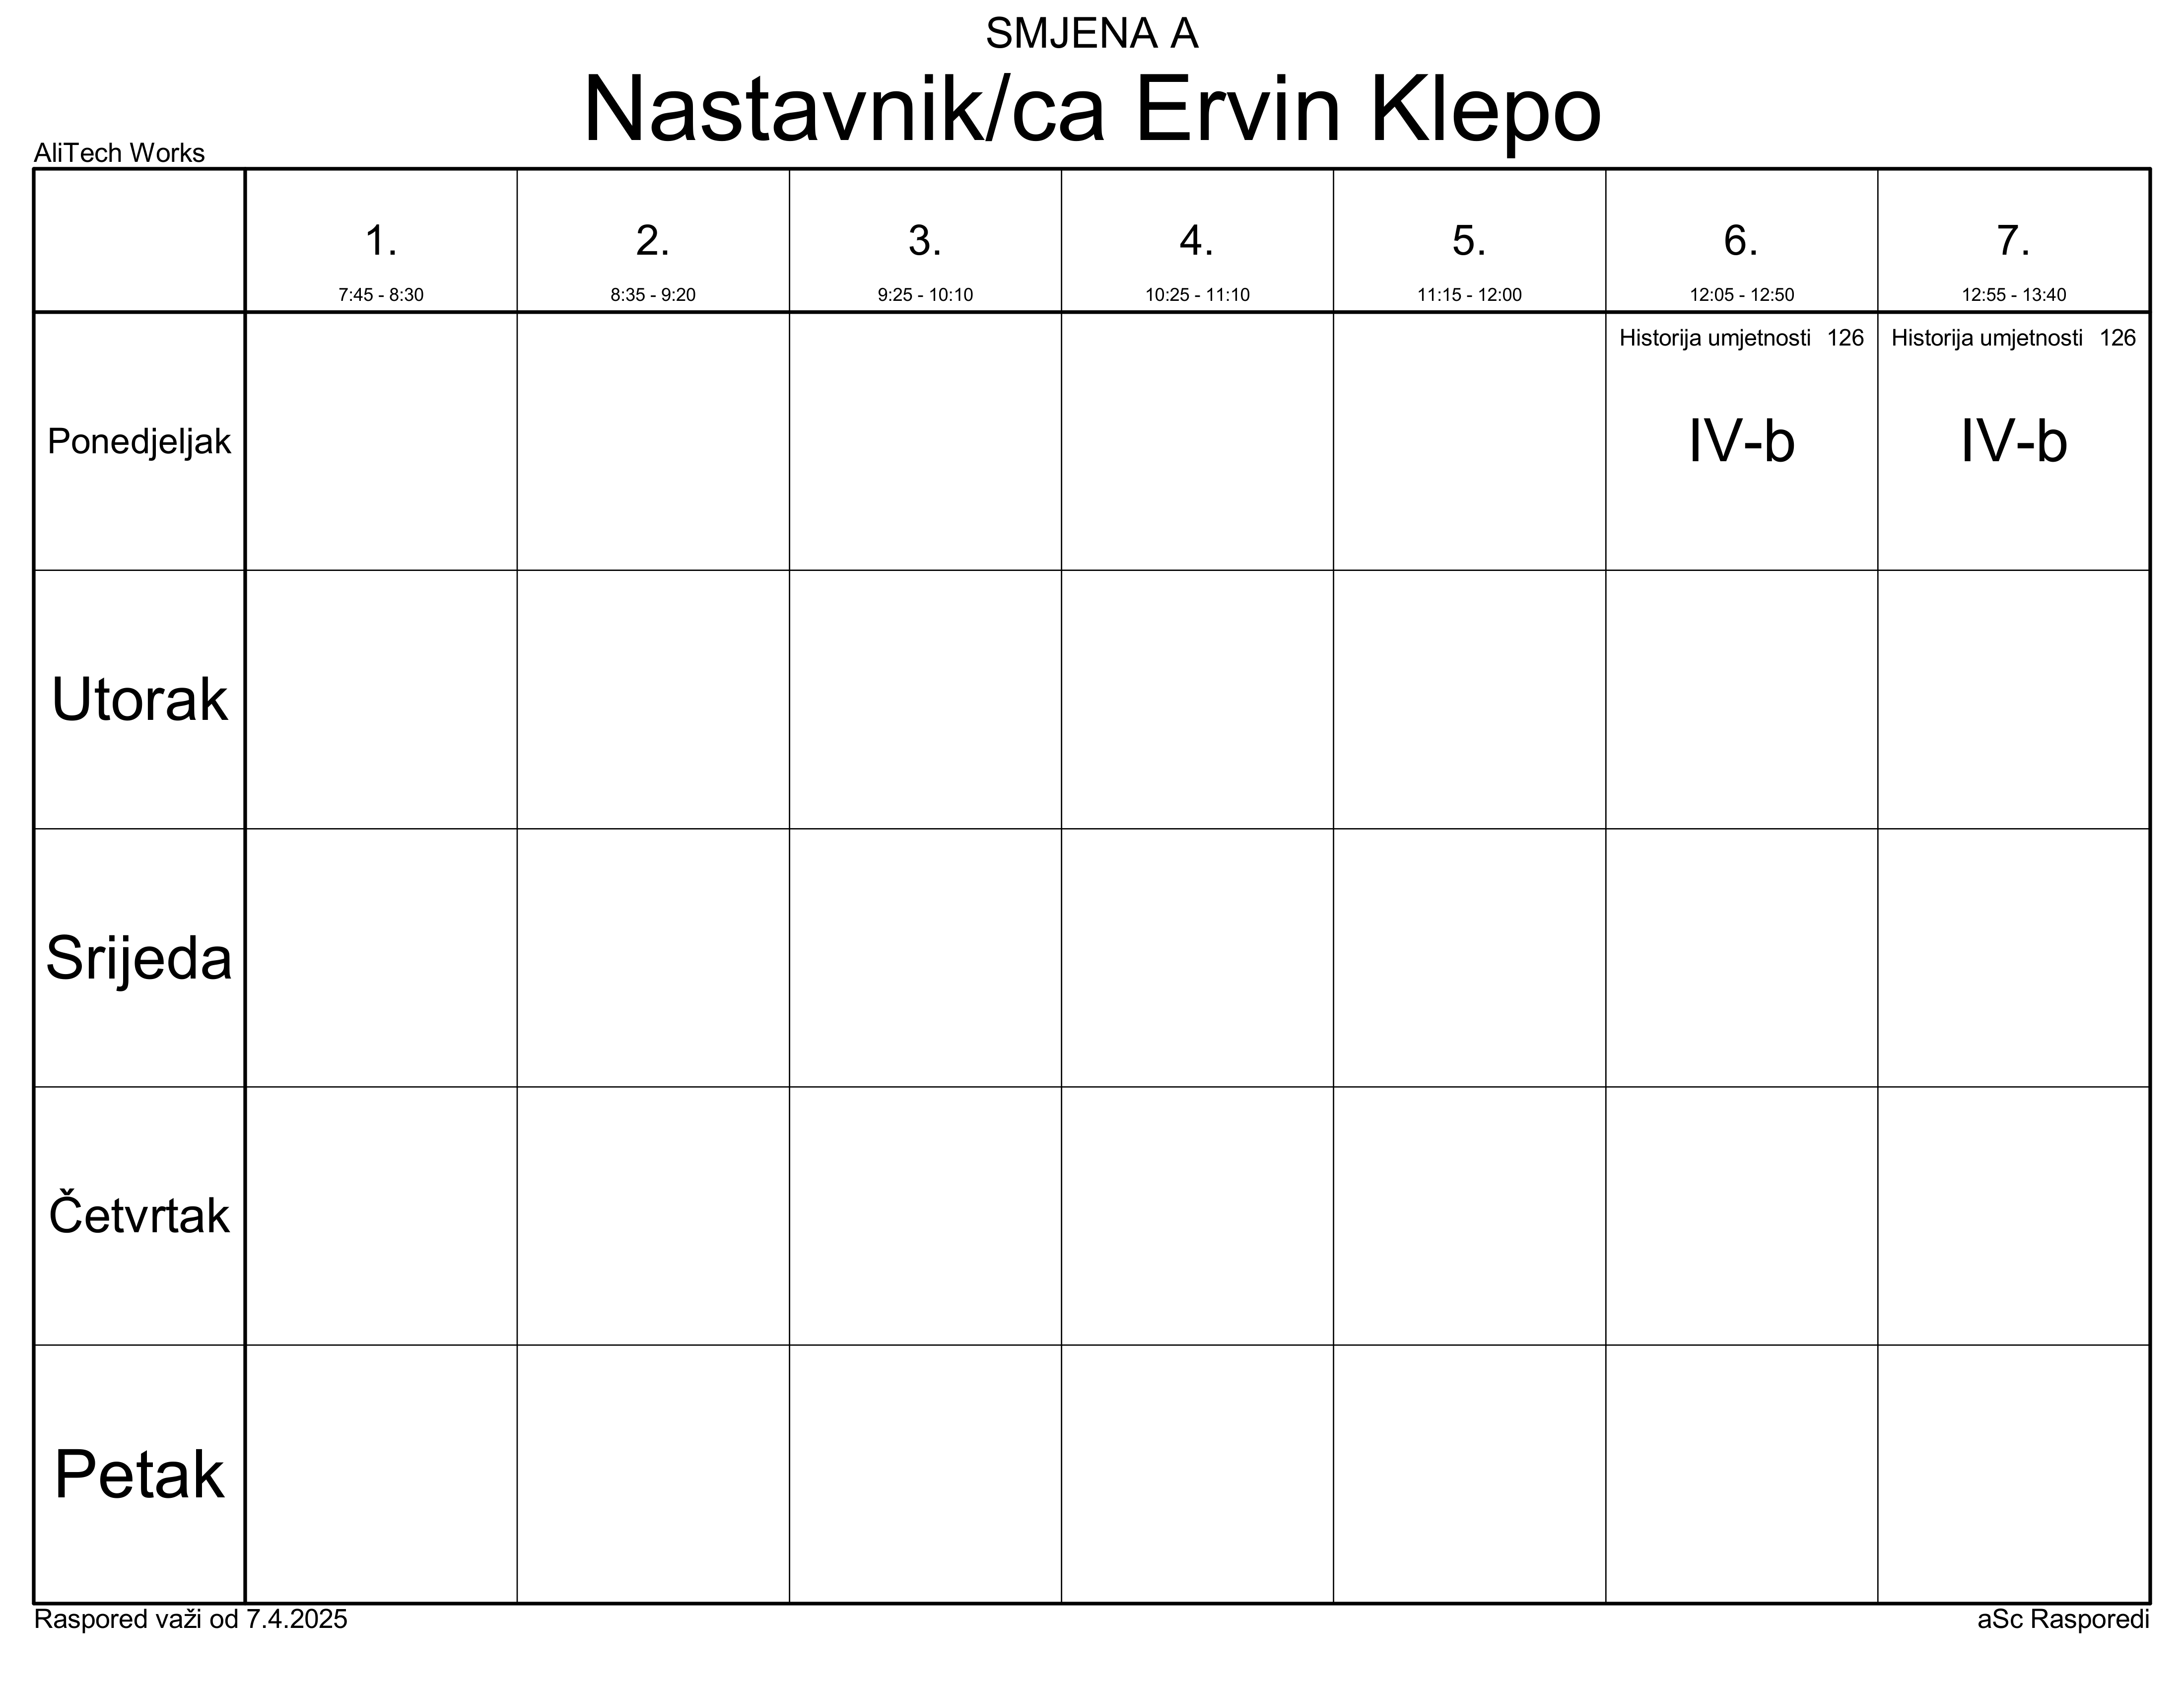 SMJENA A
Nastavnik/ca Ervin Klepo
AliTech Works
1. 2. 3. 4. 5. 6. 7.
7:45 - 8:30 8:35 - 9:20 9:25 - 10:10 10:25 - 11:10 11:15 - 12:00 12:05 - 12:50 12:55 - 13:40
Historija umjetnosti 126 Historija umjetnosti 126
Ponedjeljak IV-b IV-b
Utorak
Srijeda
Četvrtak
Petak
Raspored važi od 7.4.2025 aSc Rasporedi